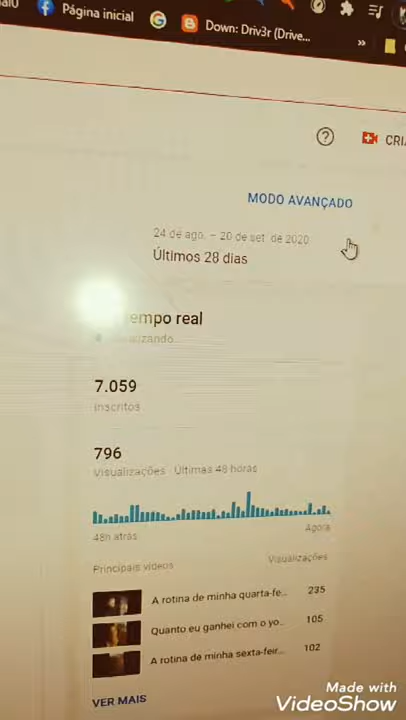 Página inicial
Down: Driv3r (Drive...
»
CRI
MODO AVANÇADO
24 de ago. – 20 de set. de 2020
Últimos 28 dias
empo real
7.059
Inscritos
796
Visualizações · Últimas 48 horas
48h atrás
Agora
Principais vídeos
Visualizações
A rotina de minha quarta-fe... 235
Quanto eu ganhei com o yo... 105
A rotina de minha sexta-feir... 102
VER MAIS
Made with
VideoShow